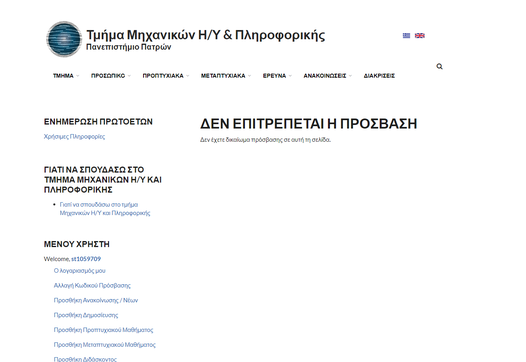 Τμήμα Μηχανικών Η/Υ & Πληροφορικής
Πανεπιστήμιο Πατρών
ΤΜΗΜΑ
ΠΡΟΣΩΠΙΚΟ
ΠΡΟΠΤΥΧΙΑΚΑ
ΜΕΤΑΠΤΥΧΙΑΚΑ
ΕΡΕΥΝΑ
ΑΝΑΚΟΙΝΩΣΕΙΣ
ΔΙΑΚΡΙΣΕΙΣ
ΕΝΗΜΕΡΩΣΗ ΠΡΩΤΟΕΤΩΝ
Χρήσιμες Πληροφορίες
ΓΙΑΤΙ ΝΑ ΣΠΟΥΔΑΣΩ ΣΤΟ
ΤΜΗΜΑ ΜΗΧΑΝΙΚΩΝ Η/Υ ΚΑΙ
ΠΛΗΡΟΦΟΡΙΚΗΣ
Γιατί να σπουδάσω στο τμήμα
Μηχανικών Η/Υ και Πληροφορικής
ΜΕΝΟΥ ΧΡΗΣΤΗ
Welcome, st1059709
Ο λογαριασμός μου
Αλλαγή Κωδικού Πρόσβασης
Προσθήκη Ανακοίνωσης / Νέων
Προσθήκη Δημοσίευσης
Προσθήκη Προπτυχιακού Μαθήματος
Προσθήκη Μεταπτυχιακού Μαθήματος
Προσθήκη Διδάσκοντος
ΔΕΝ ΕΠΙΤΡΕΠΕΤΑΙ Η ΠΡΟΣΒΑΣΗ
Δεν έχετε δικαίωμα πρόσβασης σε αυτή τη σελίδα.